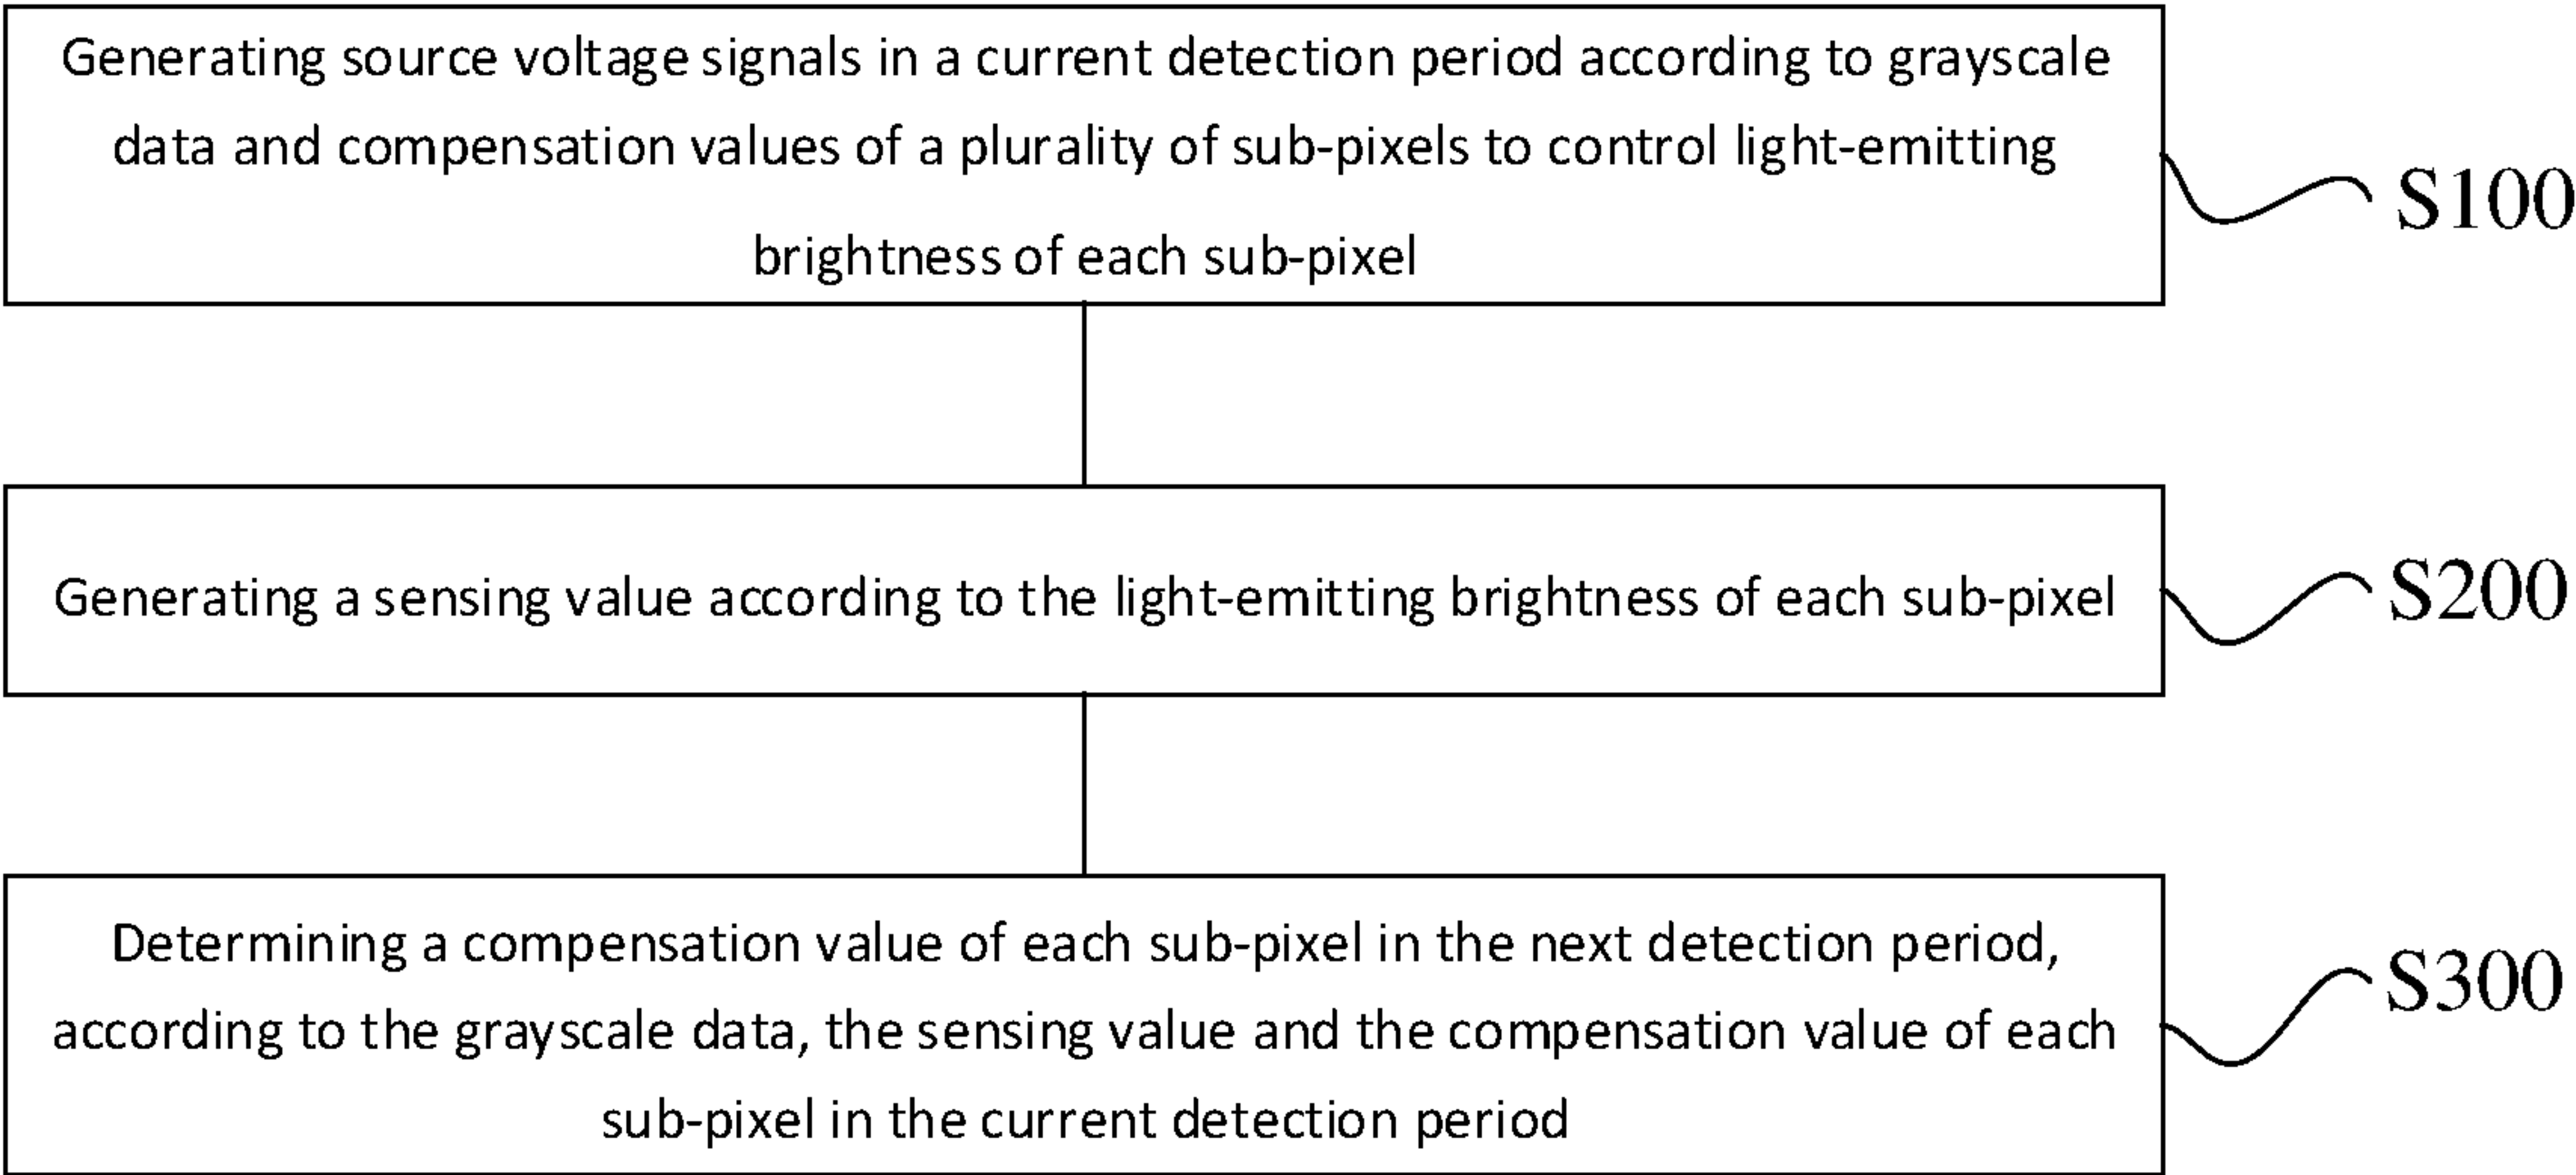 Generating source voltage signals in a current detection period according to grayscale
data and compensation values of a plurality of sub-pixels to control light-emitting
brightness of each sub-pixel
S100
Generating a sensing value according to the light-emitting brightness of each sub-pixel
S200
Determining a compensation value of each sub-pixel in the next detection period,
according to the grayscale data, the sensing value and the compensation value of each
sub-pixel in the current detection period
S300